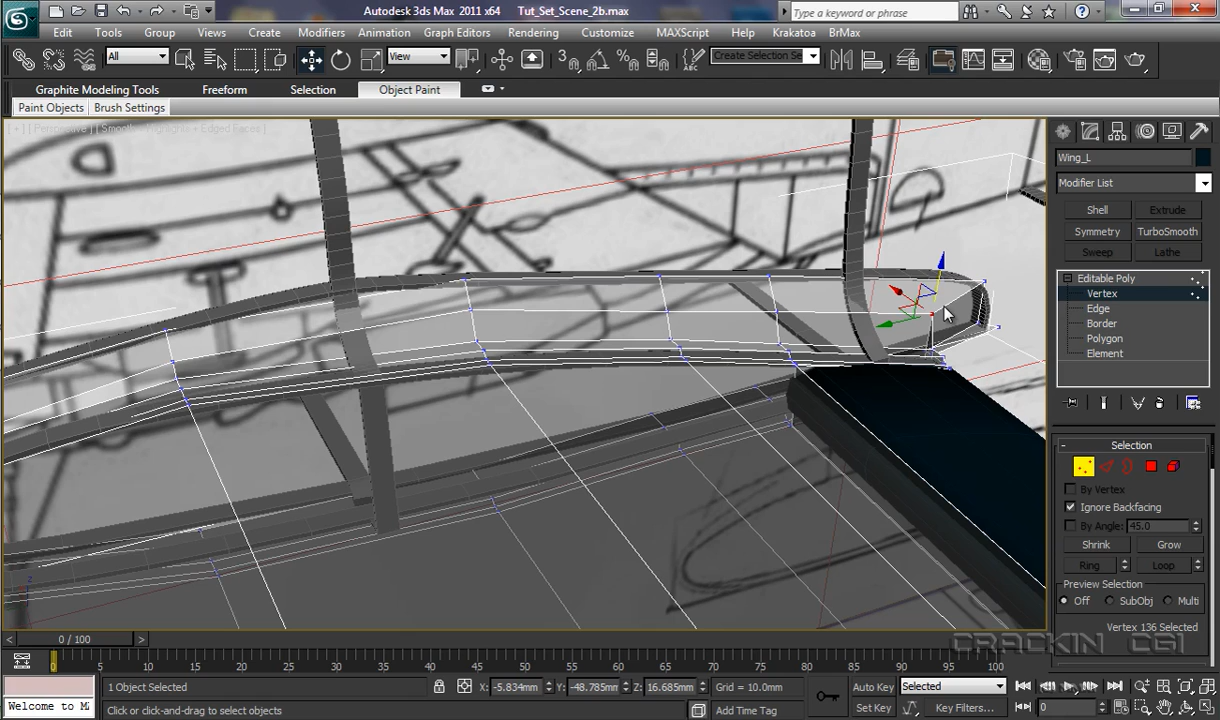 Autodesk 3ds Max 2011 x64 Tut_Set_Scene_2b.max
Type a keyword or phrase
Edit Tools Group Views Create Modifiers Animation Graph Editors Rendering Customize MAXScript Help Krakatoa BrMax
All View Create Selection Se
Graphite Modeling Tools Freeform Selection Object Paint
Paint Objects Brush Settings
[ + ] [ Perspective ] [ Smooth + Highlights + Edged Faces ]
Wing_L
Modifier List
Shell Extrude
Symmetry TurboSmooth
Sweep Lathe
Editable Poly
Vertex
Edge
Border
Polygon
Element
Selection
By Vertex
Ignore Backfacing
By Angle: 45.0
Shrink Grow
Ring Loop
Preview Selection
Off SubObj Multi
Vertex 136 Selected
CRACKIN CGI
0 / 100
0 5 10 15 20 25 30 35 40 45 50 55 60 65 70 75 80 85 90 95 100
1 Object Selected X: -5.834mm Y: -48.785mm Z: 16.685mm Grid = 10.0mm Auto Key Selected
Welcome to M Click or click-and-drag to select objects Add Time Tag Set Key Key Filters... 0